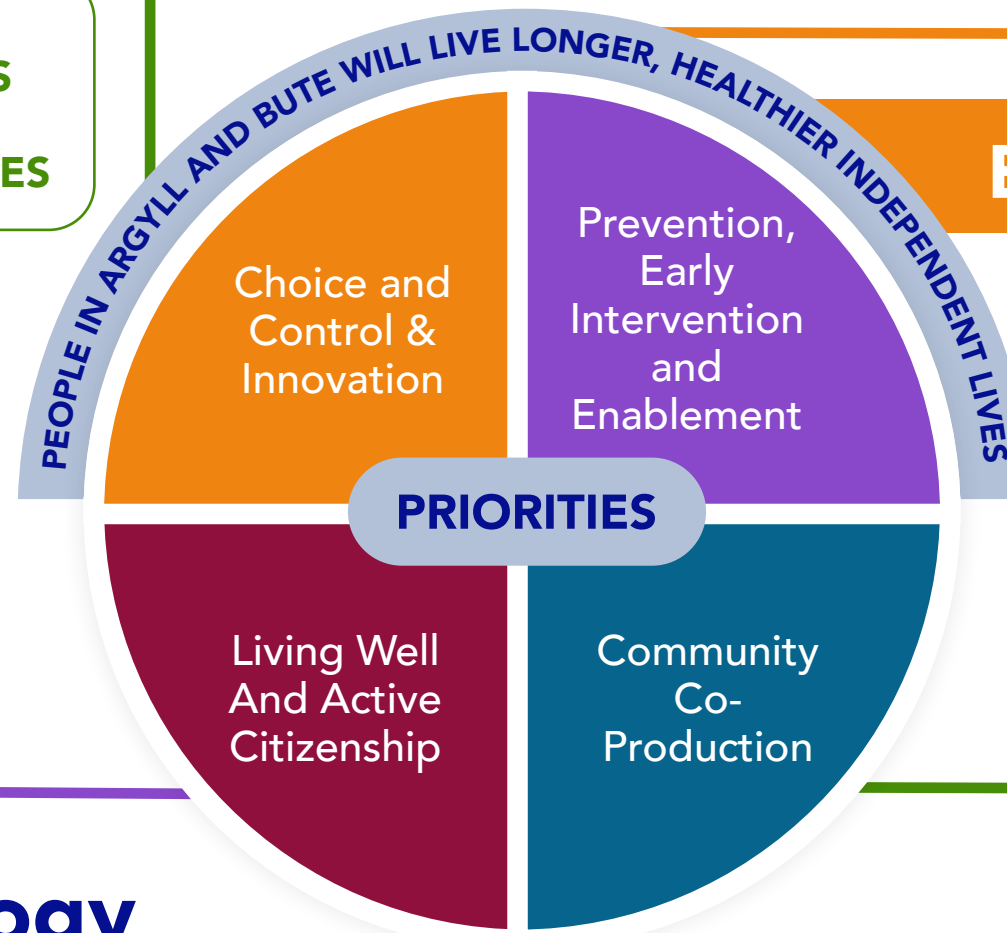 PEOPLE IN ARGYLL AND BUTE WILL LIVE LONGER, HEALTHIER INDEPENDENT LIVES
Choice and
Control &
Innovation
Prevention,
Early
Intervention
and
Enablement
PRIORITIES
Living Well
And Active
Citizenship
Community
Co-
Production